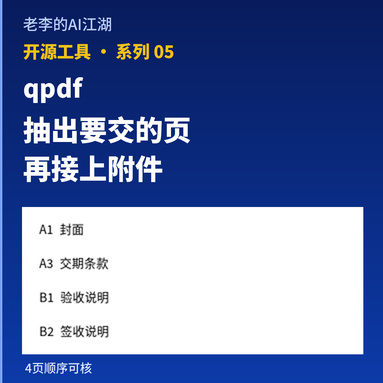 老李的AI江湖
开源工具 · 系列 05
qpdf
抽出要交的页
再接上附件
A1 封面
A3 交期条款
B1 验收说明
B2 签收说明
4页顺序可核